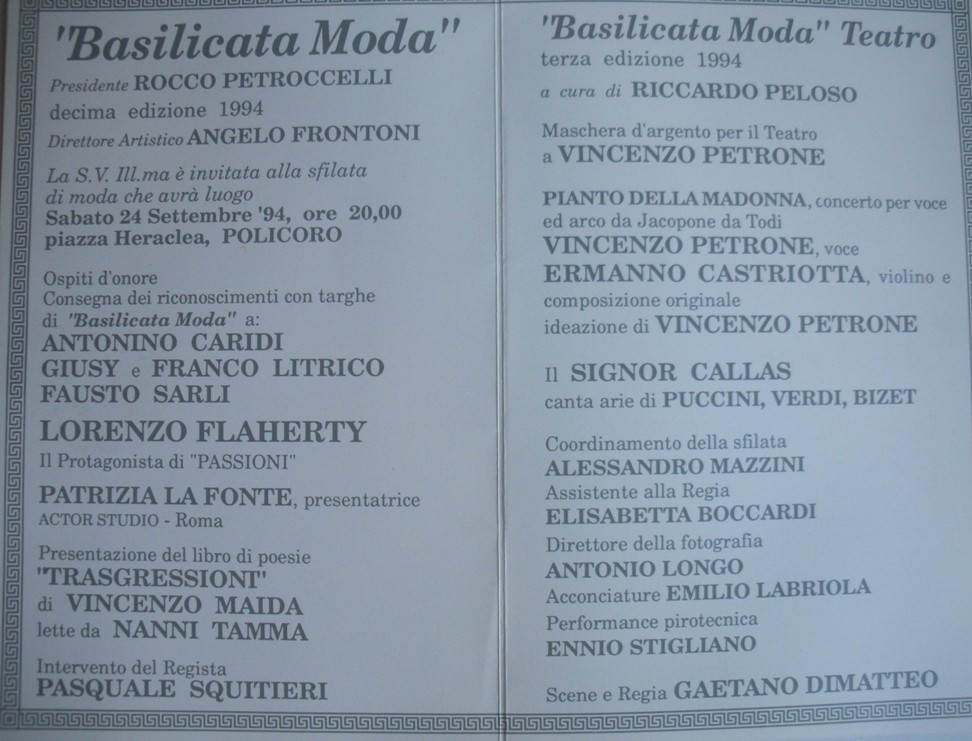 "Basilicata Moda"
Presidente ROCCO PETROCCELLI
decima edizione 1994
Direttore Artistico ANGELO FRONTONI
La S.V. Ill.ma è invitata alla sfilata
di moda che avrà luogo
Sabato 24 Settembre '94, ore 20,00
piazza Heraclea, POLICORO
Ospiti d'onore
Consegna dei riconoscimenti con targhe
di "Basilicata Moda" a:
ANTONINO CARIDI
GIUSY e FRANCO LITRICO
FAUSTO SARLI
LORENZO FLAHERTY
Il Protagonista di "PASSIONI"
PATRIZIA LA FONTE, presentatrice
ACTOR STUDIO - Roma
Presentazione del libro di poesie
"TRASGRESSIONI"
di VINCENZO MAIDA
lette da NANNI TAMMA
Intervento del Regista
PASQUALE SQUITIERI
"Basilicata Moda" Teatro
terza edizione 1994
a cura di RICCARDO PELOSO
Maschera d'argento per il Teatro
a VINCENZO PETRONE
PIANTO DELLA MADONNA, concerto per voce
ed arco da Jacopone da Todi
VINCENZO PETRONE, voce
ERMANNO CASTRIOTTA, violino e
composizione originale
ideazione di VINCENZO PETRONE
Il SIGNOR CALLAS
canta arie di PUCCINI, VERDI, BIZET
Coordinamento della sfilata
ALESSANDRO MAZZINI
Assistente alla Regia
ELISABETTA BOCCARDI
Direttore della fotografia
ANTONIO LONGO
Acconciature EMILIO LABRIOLA
Performance pirotecnica
ENNIO STIGLIANO
Scene e Regia GAETANO DIMATTEO